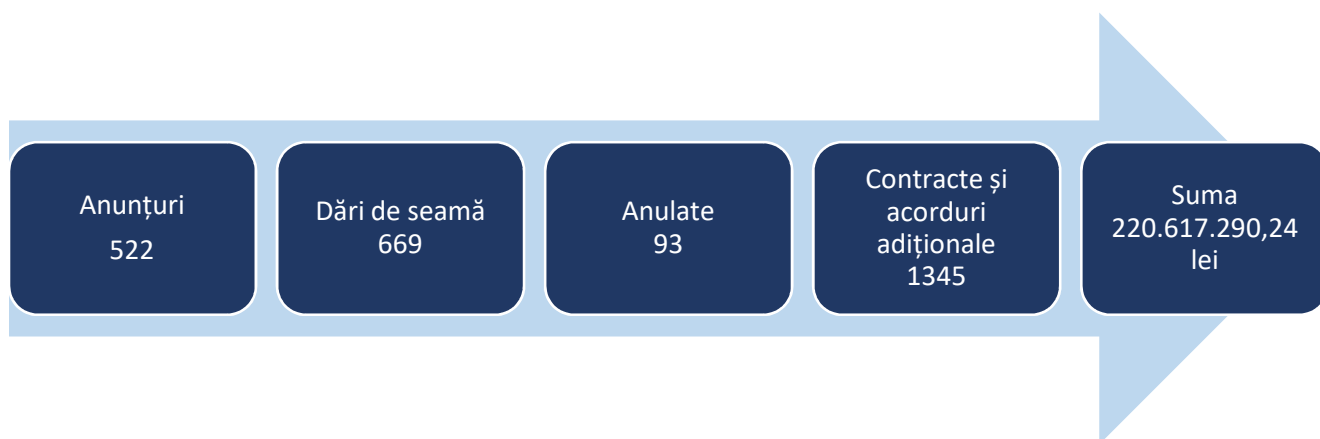 Anunțuri
522
Dări de seamă
669
Anulate
93
Contracte și
acorduri
adiționale
1345
Suma
220.617.290,24
lei